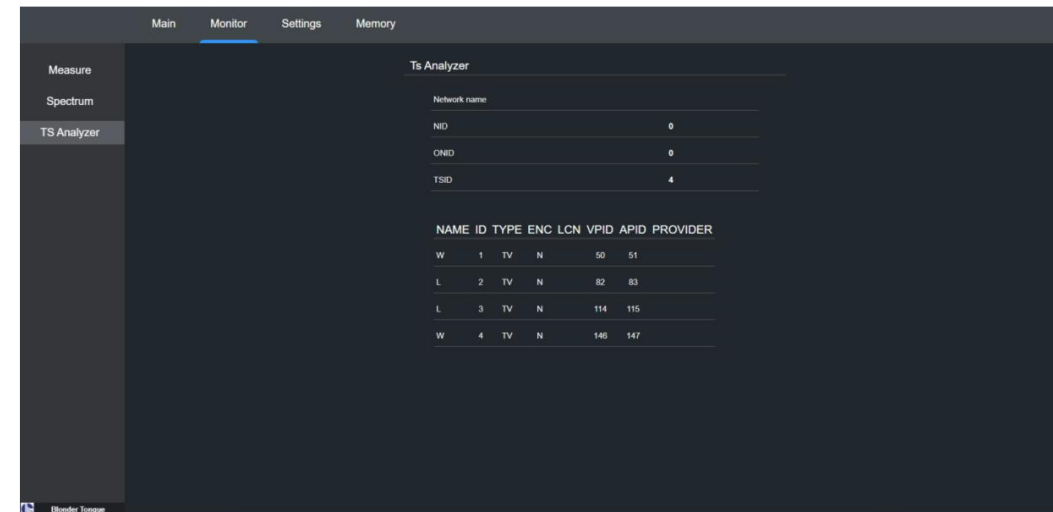 Main Monitor Settings Memory
Measure
Spectrum
TS Analyzer
Ts Analyzer
Network name
NID 0
ONID 0
TSID 4
NAME ID TYPE ENC LCN VPID APID PROVIDER
W 1 TV N 50 51
L 2 TV N 82 83
L 3 TV N 114 115
W 4 TV N 146 147
Blonder Tongue